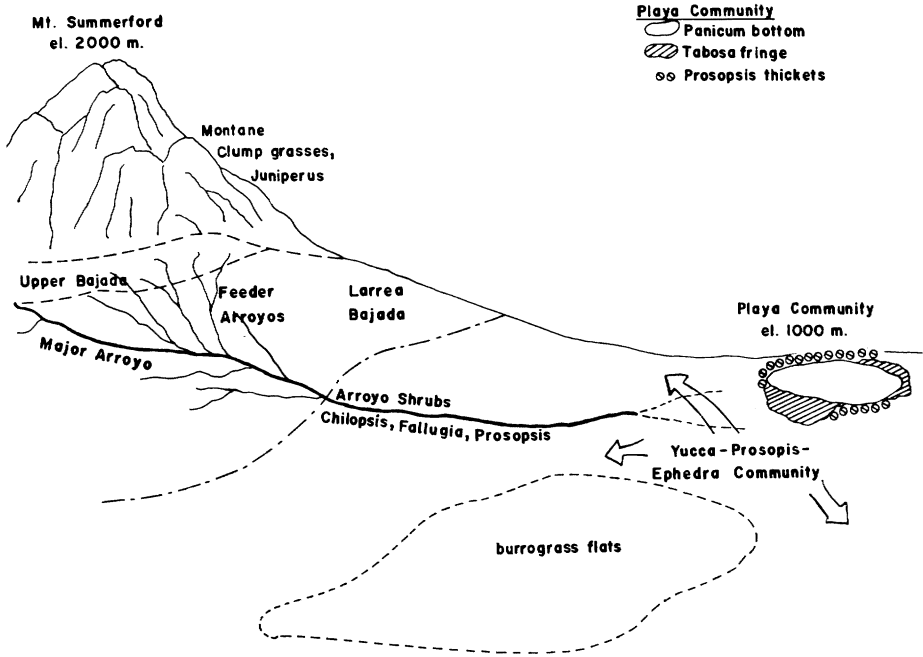 Mt. Summerford
el. 2000 m.
Playa Community
Panicum bottom
Tabosa fringe
Prosopsis thickets
Montane
Clump grasses,
Juniperus
Upper Bajada
Feeder
Arroyos
Larrea
Bajada
Playa Community
el. 1000 m.
Major Arroyo
Arroyo Shrubs
Chilopsis, Fallugia, Prosopsis
Yucca-Prosopis-
Ephedra Community
burrograss flats